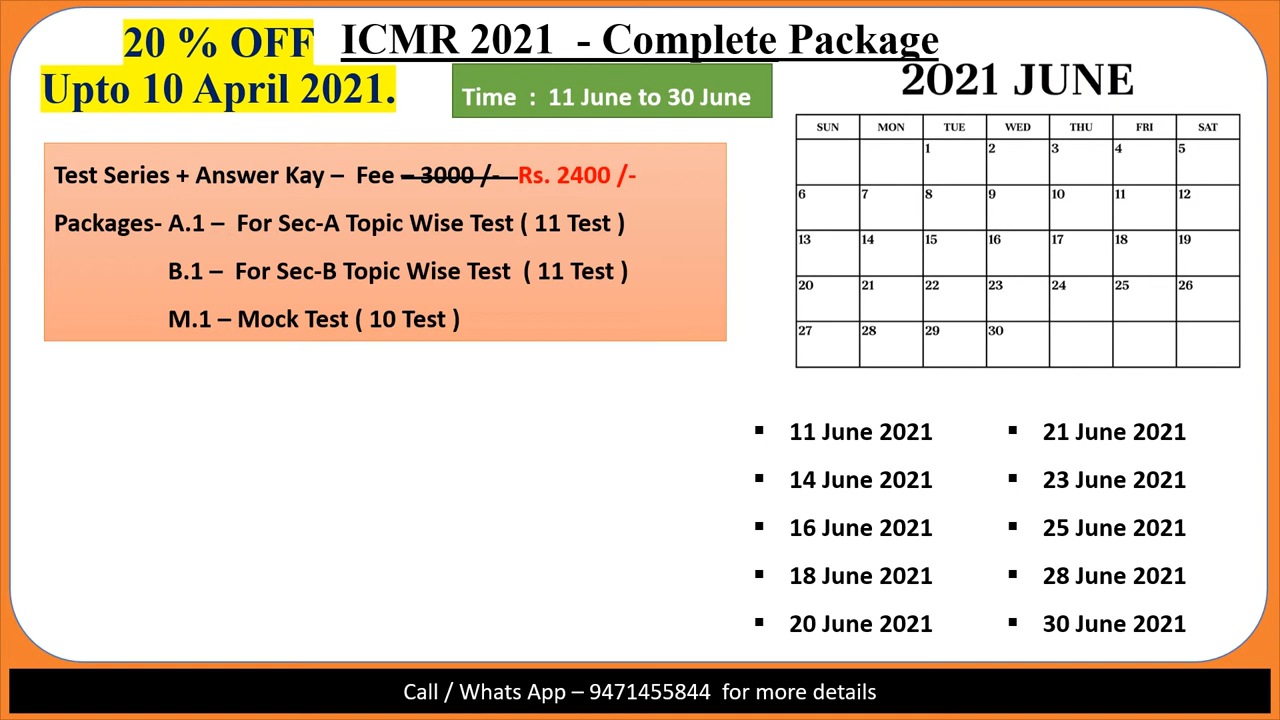 20 % OFF
Upto 10 April 2021.
ICMR 2021 - Complete Package
Time : 11 June to 30 June
Test Series + Answer Kay – Fee – 3000 /- Rs. 2400 /-
Packages- A.1 – For Sec-A Topic Wise Test ( 11 Test )
B.1 – For Sec-B Topic Wise Test ( 11 Test )
M.1 – Mock Test ( 10 Test )
2021 JUNE
SUN MON TUE WED THU FRI SAT
1 2 3 4 5
6 7 8 9 10 11 12
13 14 15 16 17 18 19
20 21 22 23 24 25 26
27 28 29 30
▪ 11 June 2021
▪ 14 June 2021
▪ 16 June 2021
▪ 18 June 2021
▪ 20 June 2021
▪ 21 June 2021
▪ 23 June 2021
▪ 25 June 2021
▪ 28 June 2021
▪ 30 June 2021
Call / Whats App – 9471455844 for more details